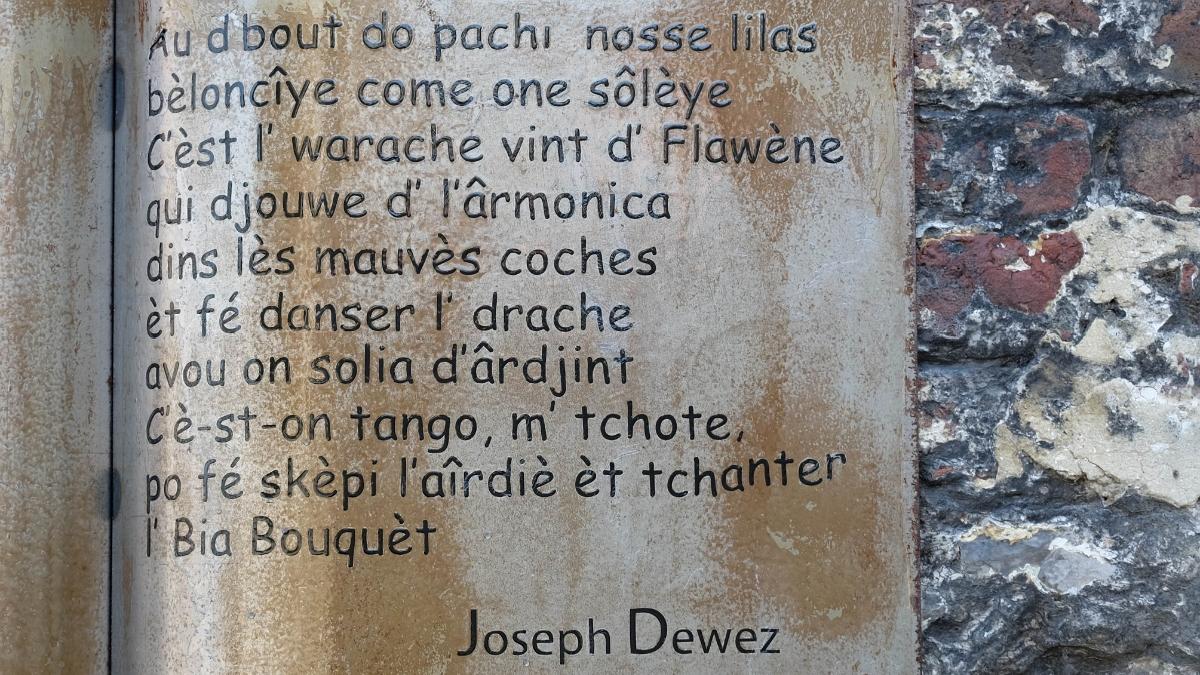 Au d'bout do pachi nosse lilas
bèloncîye come one sôlèye
C'èst l' warache vint d' Flawène
qui djouwe d' l'ârmonica
dins lès mauvès coches
èt fé danser l' drache
avou on solia d'ârdjint
C'è-st-on tango, m' tchote,
po fé skèpi l'aîrdiè èt tchanter
l' Bia Bouquèt
Joseph Dewez